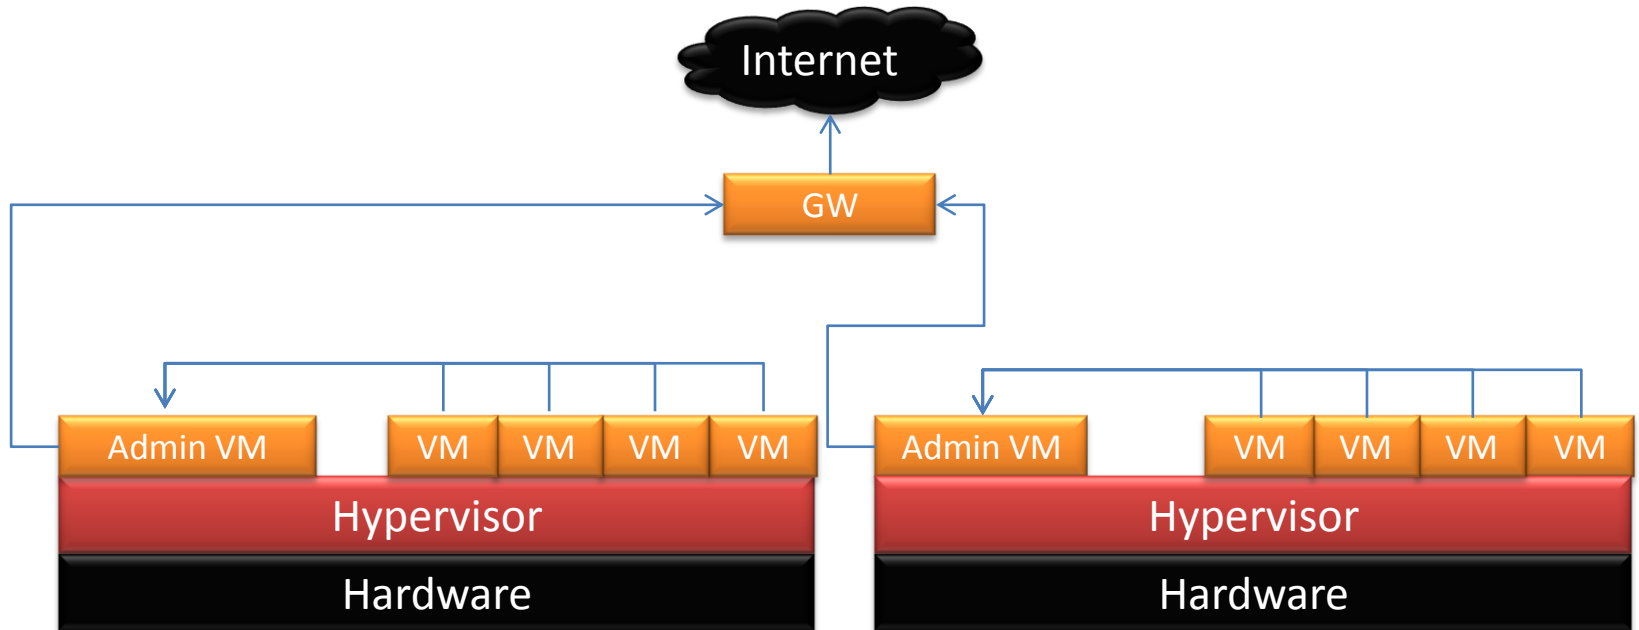 Internet
GW
Admin VM VM VM VM VM Admin VM VM VM VM VM
Hypervisor Hypervisor
Hardware Hardware